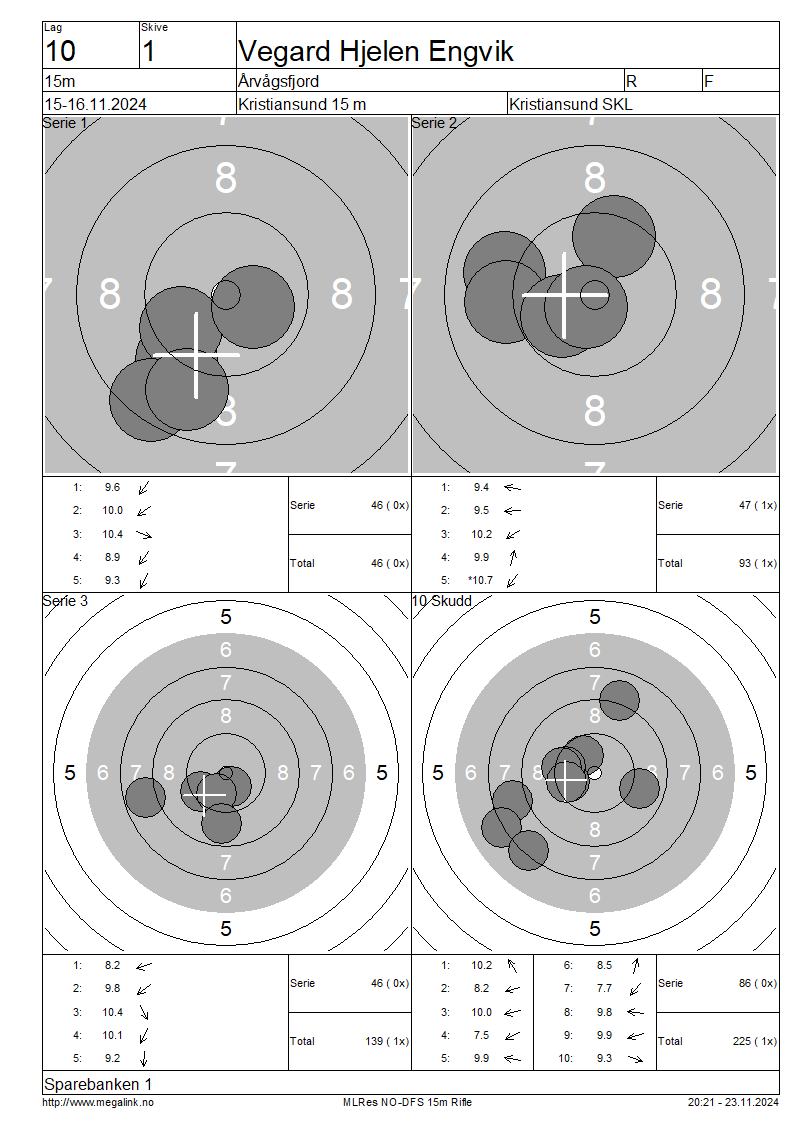 Lag Skive
10 1 Vegard Hjelen Engvik
15m Årvågsfjord R F
15-16.11.2024 Kristiansund 15 m Kristiansund SKL
Serie 1 Serie 2
7 7
8 8
7 8 8 7 8 7
8 8
7 7
1: 9.6 1: 9.4
2: 10.0 Serie 46 ( 0x) 2: 9.5 Serie 47 ( 1x)
3: 10.4 3: 10.2
4: 8.9 Total 46 ( 0x) 4: 9.9 Total 93 ( 1x)
5: 9.3 5: *10.7
Serie 3 10 Skudd
5 5
6 6
7 7
8 8
5 6 7 8 8 7 6 5 5 6 7 8 8 7 6 5
8
7 7
6 6
5 5
1: 8.2 1: 10.2 6: 8.5
2: 9.8 Serie 46 ( 0x) 2: 8.2 7: 7.7 Serie 86 ( 0x)
3: 10.4 3: 10.0 8: 9.8
4: 10.1 Total 139 ( 1x) 4: 7.5 9: 9.9 Total 225 ( 1x)
5: 9.2 5: 9.9 10: 9.3
Sparebanken 1
http://www.megalink.no MLRes NO-DFS 15m Rifle 20:21 - 23.11.2024